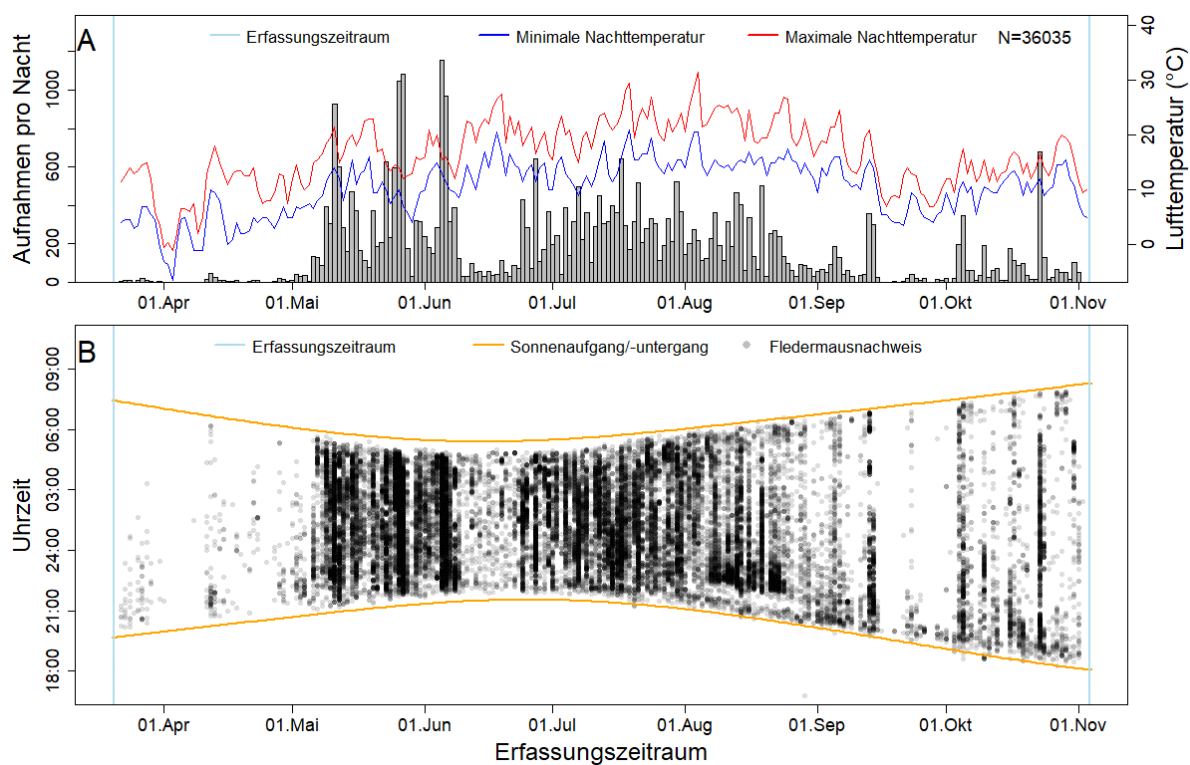 A
Erfassungszeitraum
Minimale Nachttemperatur
Maximale Nachttemperatur
N=36035
Aufnahmen pro Nacht
0
200
400
600
1000
Lufttemperatur (°C)
0
10
20
30
40
01.Apr
01.Mai
01.Jun
01.Jul
01.Aug
01.Sep
01.Okt
01.Nov
B
Erfassungszeitraum
Sonnenaufgang/-untergang
Fledermausnachweis
Uhrzeit
18:00
21:00
24:00
03:00
06:00
09:00
01.Apr
01.Mai
01.Jun
01.Jul
01.Aug
01.Sep
01.Okt
01.Nov
Erfassungszeitraum